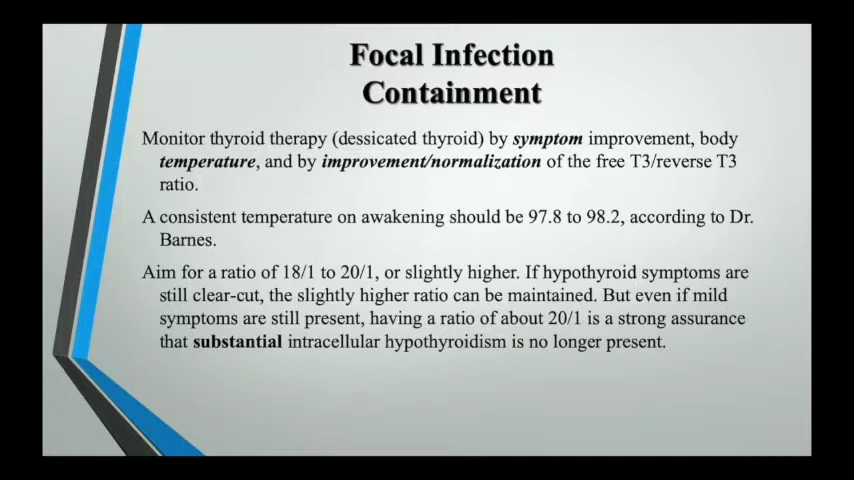 Focal Infection
Containment
Monitor thyroid therapy (dessicated thyroid) by symptom improvement, body
temperature, and by improvement/normalization of the free T3/reverse T3
ratio.
A consistent temperature on awakening should be 97.8 to 98.2, according to Dr.
Barnes.
Aim for a ratio of 18/1 to 20/1, or slightly higher. If hypothyroid symptoms are
still clear-cut, the slightly higher ratio can be maintained. But even if mild
symptoms are still present, having a ratio of about 20/1 is a strong assurance
that substantial intracellular hypothyroidism is no longer present.